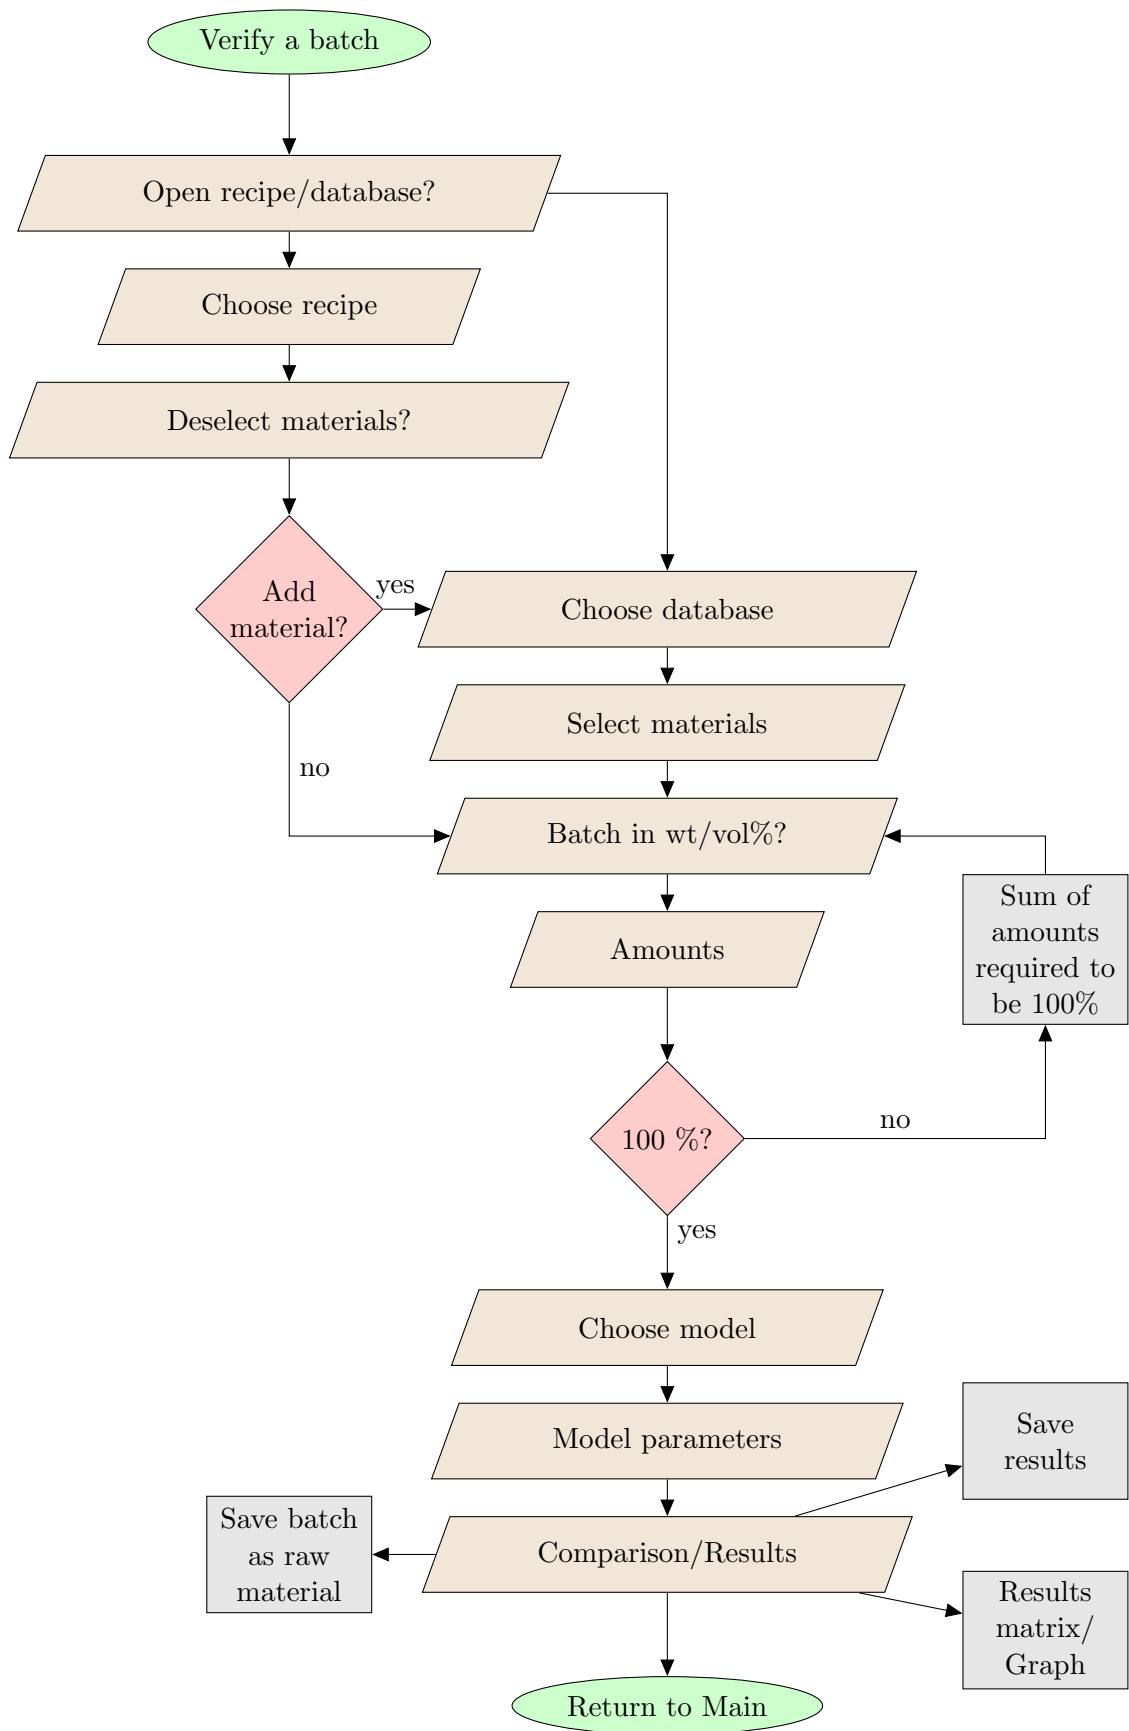 Verify a batch
Open recipe/database?
Choose recipe
Deselect materials?
Add
material?
yes
Choose database
Select materials
no
Batch in wt/vol%?
Sum of
amounts
required to
be 100%
Amounts
100 %?
no
yes
Choose model
Model parameters
Save
results
Save batch
as raw
material
Comparison/Results
Results
matrix/
Graph
Return to Main